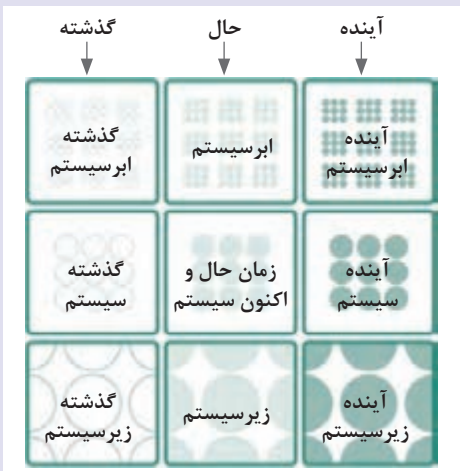 آینده
حال
گذشته
آینده
ابرسیستم
ابرسیستم
گذشته
ابرسیستم
آینده
سیستم
زمان حال و
اکنون سیستم
گذشته
سیستم
آینده
زیرسیستم
زیرسیستم
گذشته
زیرسیستم